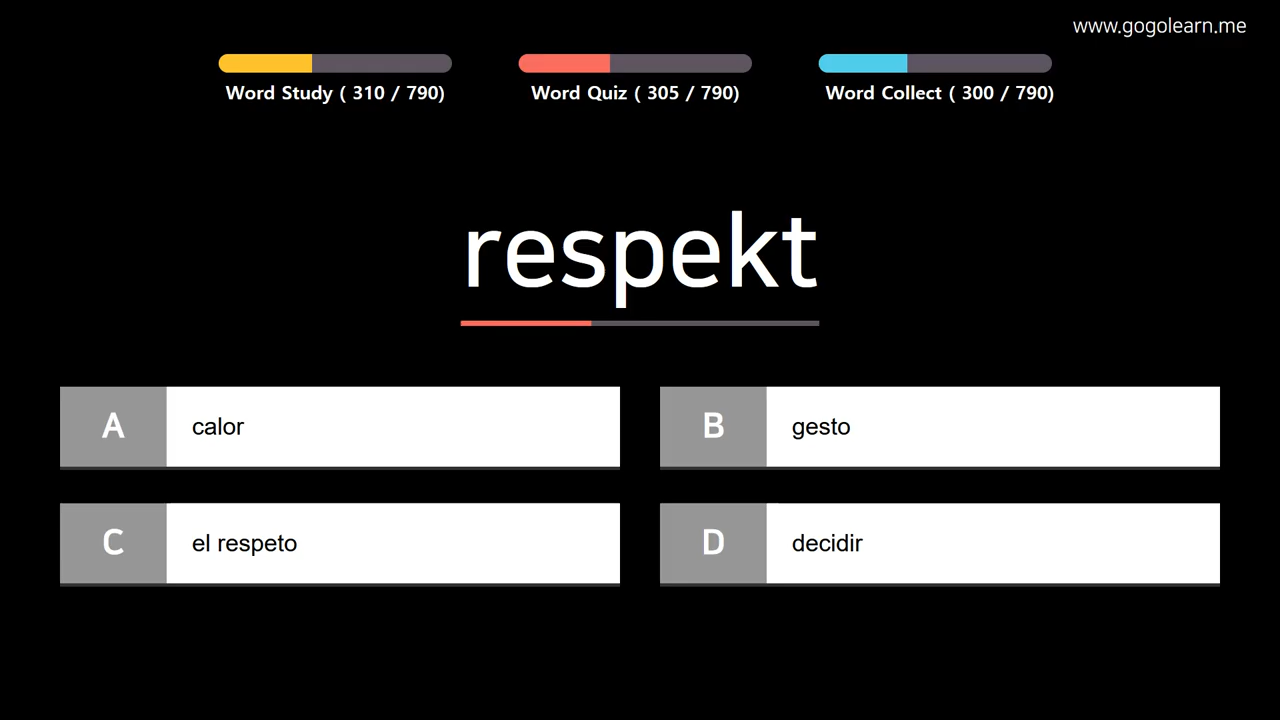 www.gogolearn.me
Word Study ( 310 / 790)
Word Quiz ( 305 / 790)
Word Collect ( 300 / 790)
respekt
A calor
B gesto
C el respeto
D decidir